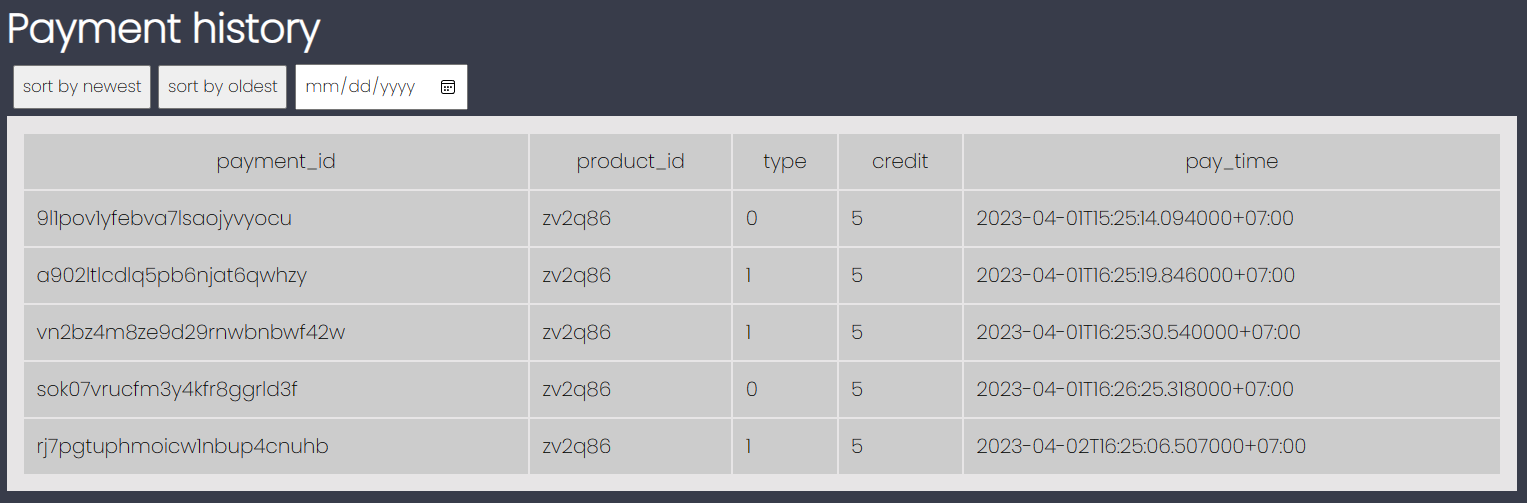 Payment history
sort by newest sort by oldest mm/dd/yyyy
payment_id product_id type credit pay_time
9l1pov1yfebva7lsaojyvyocu zv2q86 0 5 2023-04-01T15:25:14.094000+07:00
a902ltlcdlq5pb6njat6qwhzy zv2q86 1 5 2023-04-01T16:25:19.846000+07:00
vn2bz4m8ze9d29rnwbnbwf42w zv2q86 1 5 2023-04-01T16:25:30.540000+07:00
sok07vrucfm3y4kfr8ggrld3f zv2q86 0 5 2023-04-01T16:26:25.318000+07:00
rj7pgtuphmoicw1nbup4cnuhb zv2q86 1 5 2023-04-02T16:25:06.507000+07:00